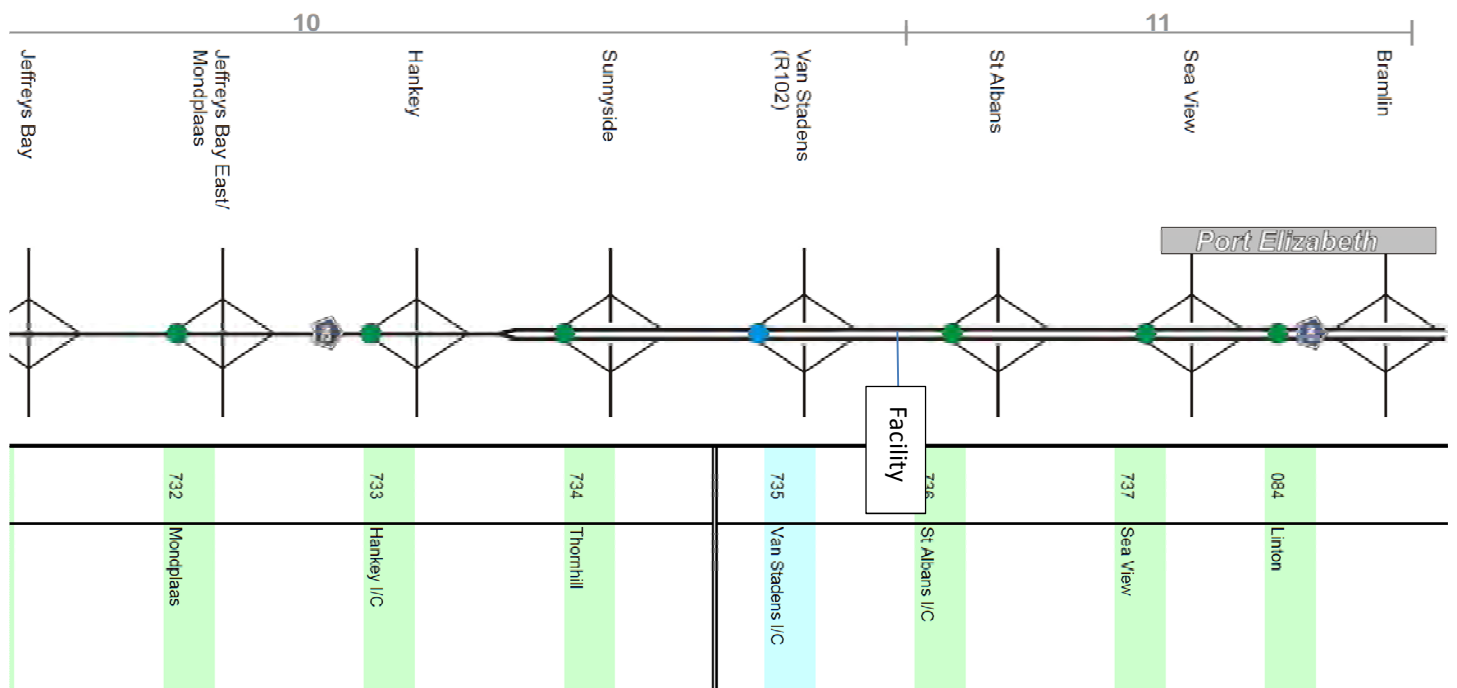 10
11
Jeffreys Bay
Jeffreys Bay East/
Mondplaas
Hankey
Sunnyside
Van Stadens
(R102)
St Albans
Sea View
Bramlin
Port Elizabeth
Facility
732
733
734
735
736
737
084
Mondplaas
Hankey I/C
Thornhill
Van Stadens I/C
St Albans I/C
Sea View
Linton